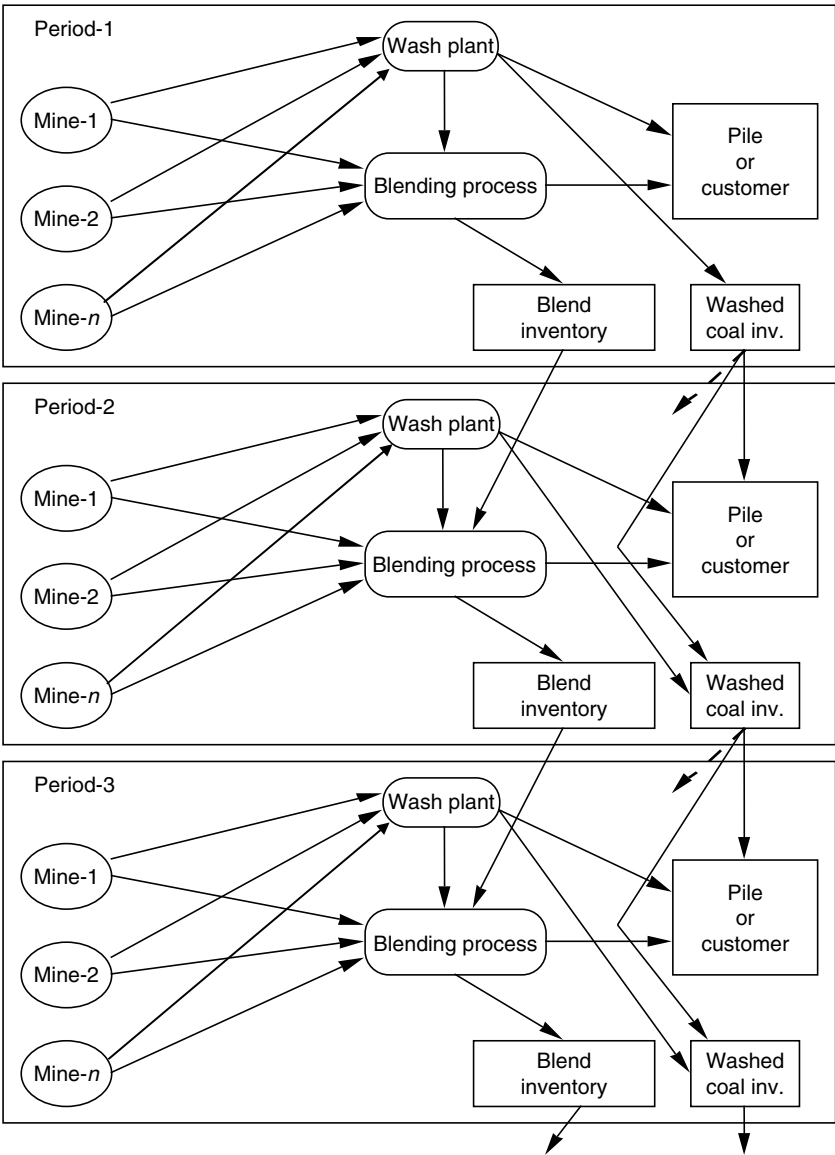 Period-1
Wash plant
Mine-1
Pile
or
customer
Blending process
Mine-2
Mine-n
Blend
inventory
Washed
coal inv.
Period-2
Wash plant
Mine-1
Pile
or
customer
Blending process
Mine-2
Mine-n
Blend
inventory
Washed
coal inv.
Period-3
Wash plant
Mine-1
Pile
or
customer
Blending process
Mine-2
Mine-n
Blend
inventory
Washed
coal inv.